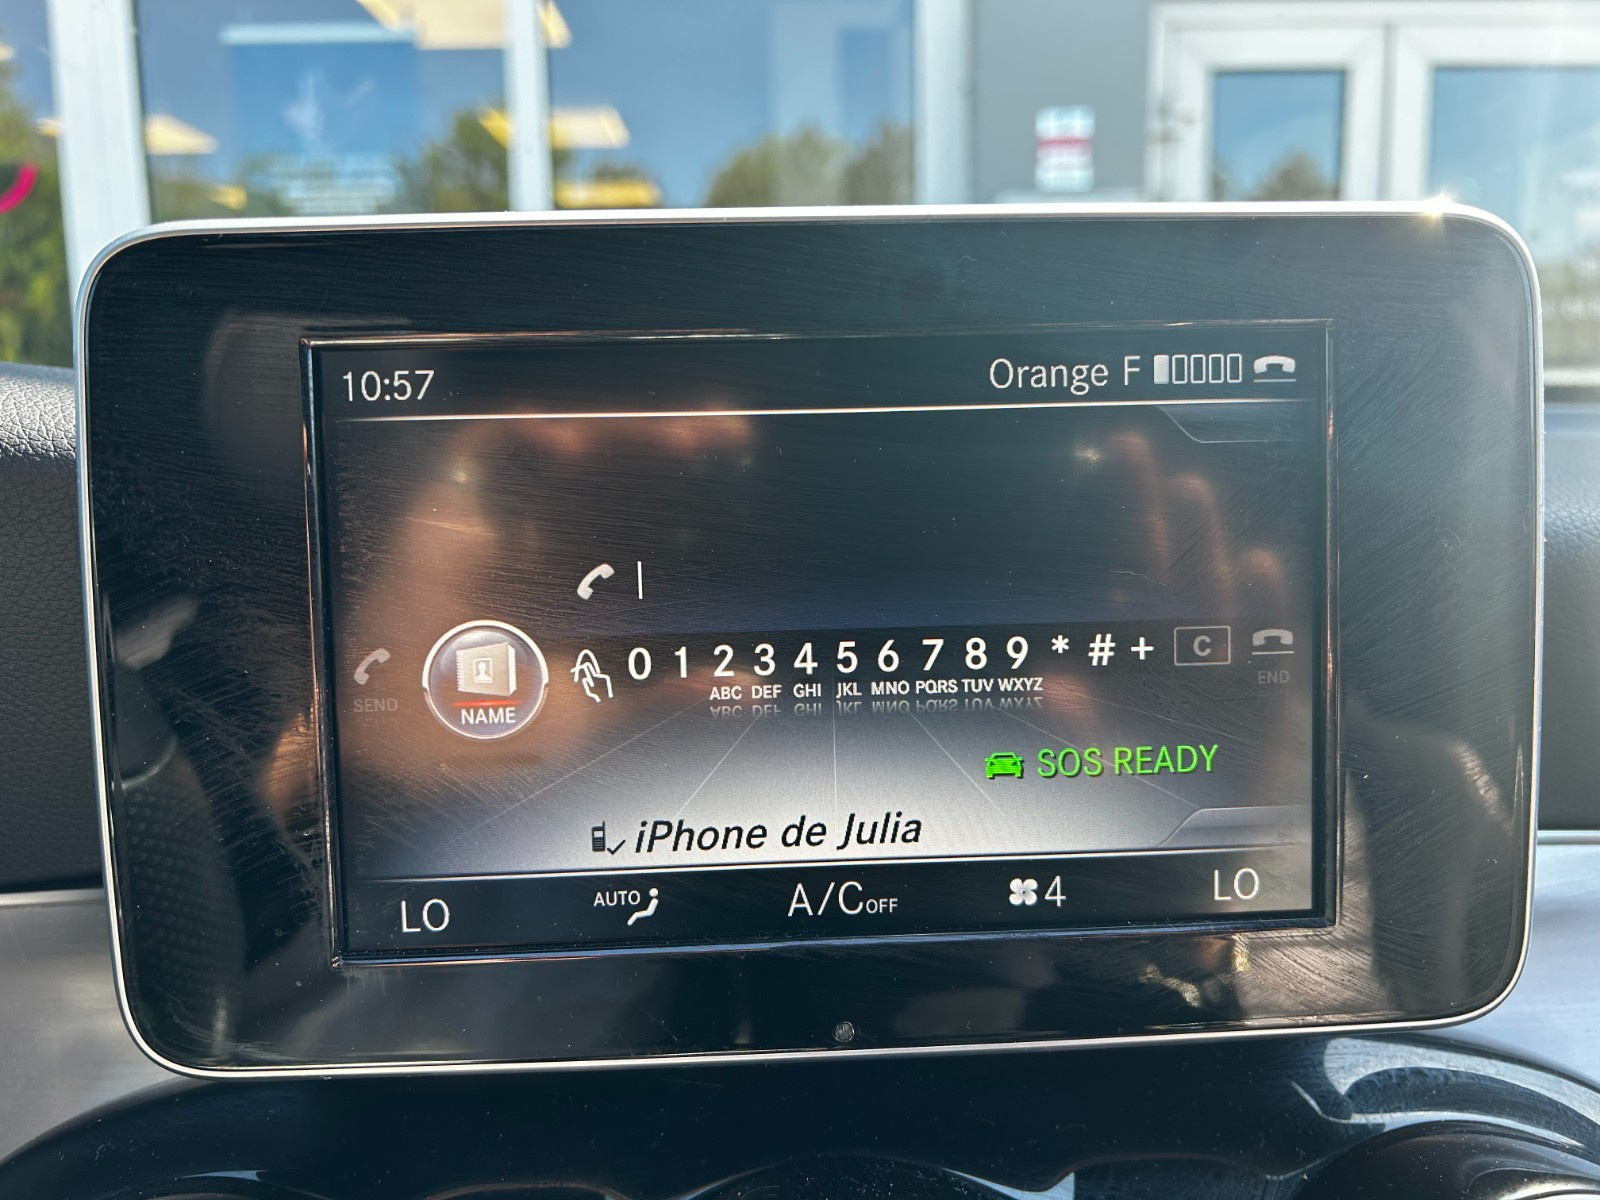 10:57
Orange F
0 1 2 3 4 5 6 7 8 9 * # + C
ABC DEF GHI JKL MNO PQRS TUV WXYZ
SEND
NAME
END
SOS READY
iPhone de Julia
LO AUTO A/C OFF 4 LO